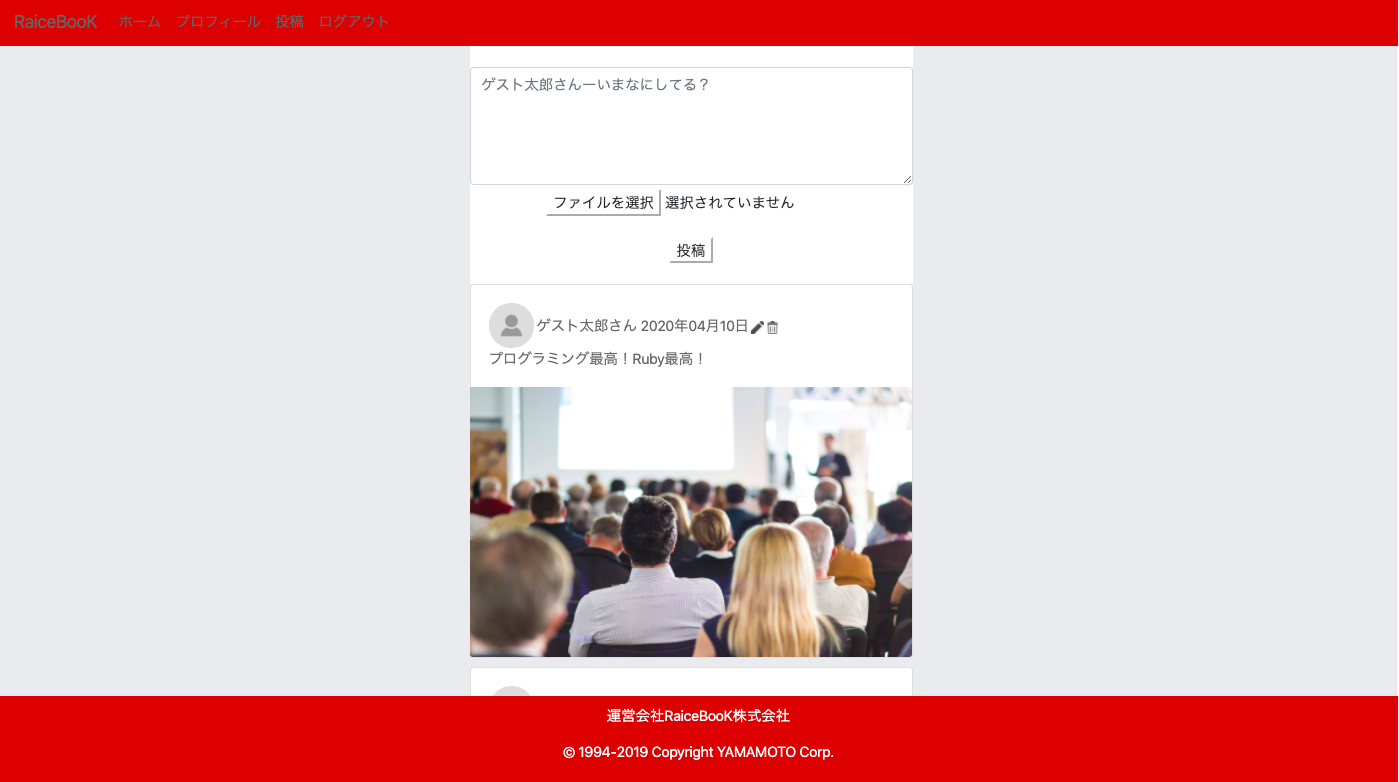 RaiceBooK ホーム プロフィール 投稿 ログアウト
ゲスト太郎さんーいまなにしてる？
ファイルを選択 選択されていません
投稿
ゲスト太郎さん 2020年04月10日
プログラミング最高！Ruby最高！
運営会社RaiceBooK株式会社
© 1994-2019 Copyright YAMAMOTO Corp.